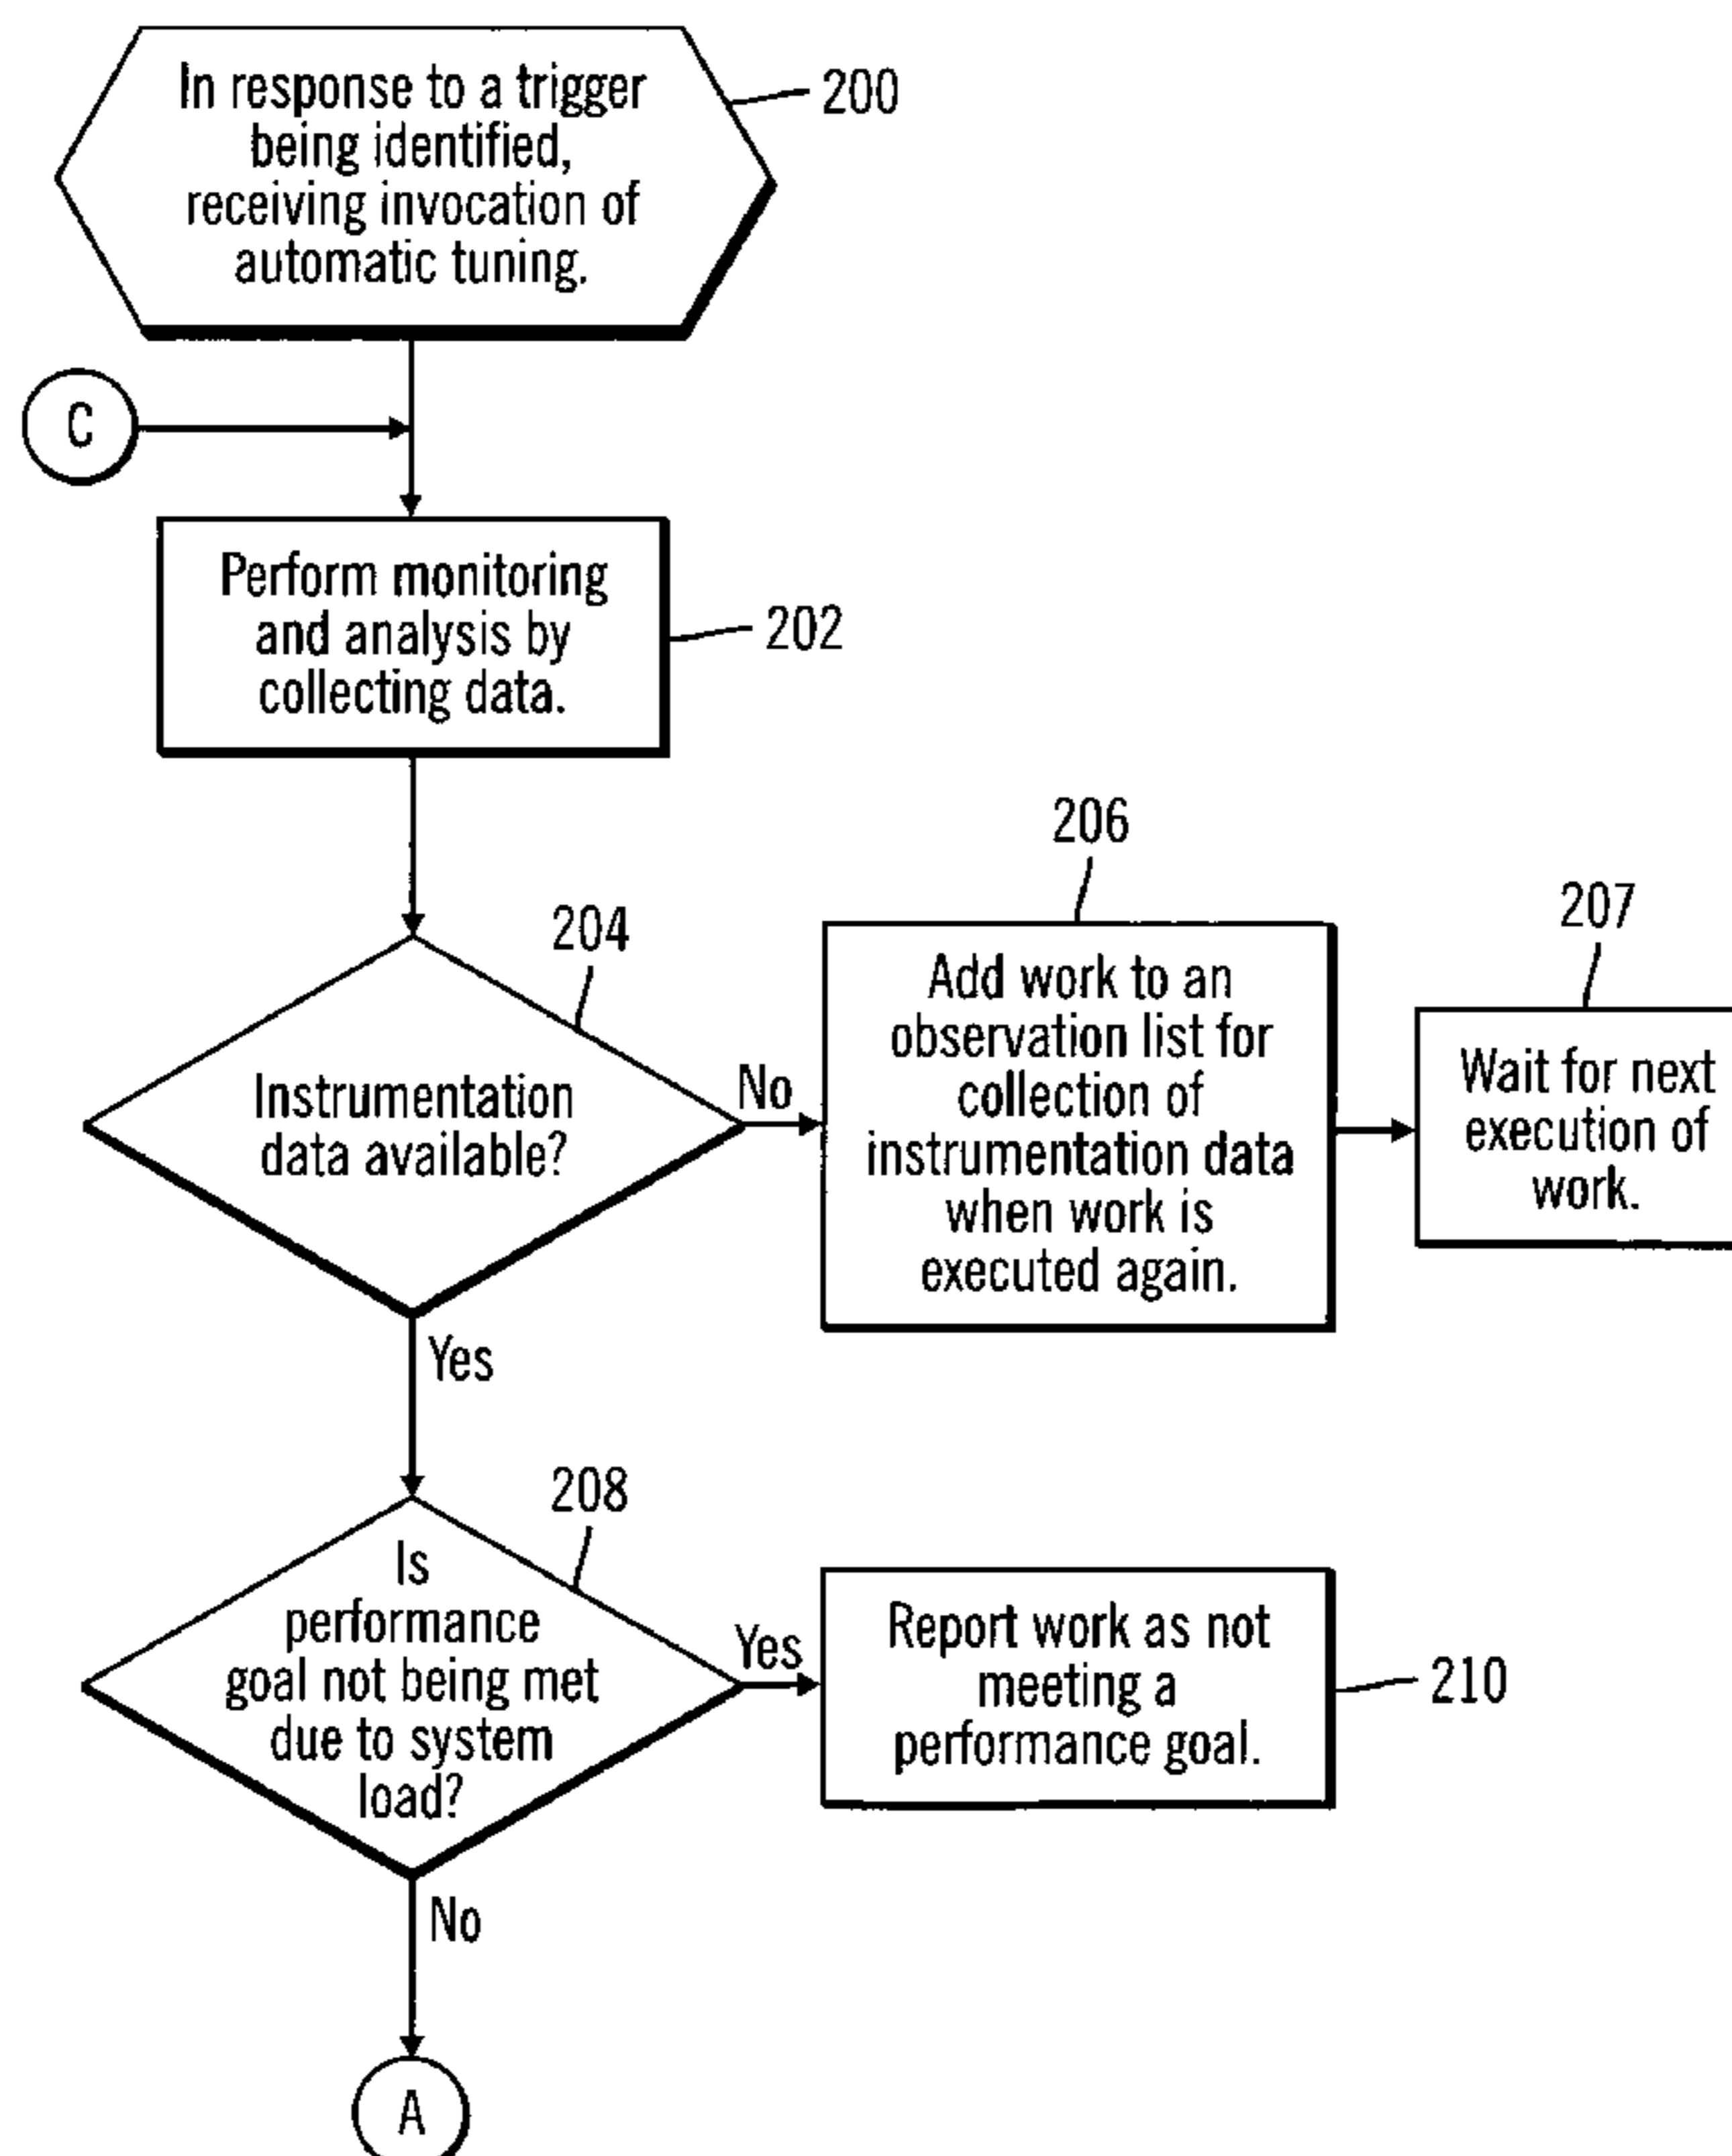 In response to a trigger
being identified,
receiving invocation of
automatic tuning.
200
C
Perform monitoring
and analysis by
collecting data.
202
204
Instrumentation
data available?
No
206
Add work to an
observation list for
collection of
instrumentation data
when work is
executed again.
207
Wait for next
execution of
work.
Yes
208
Is
performance
goal not being met
due to system
load?
Yes
Report work as not
meeting a
performance goal.
210
No
A